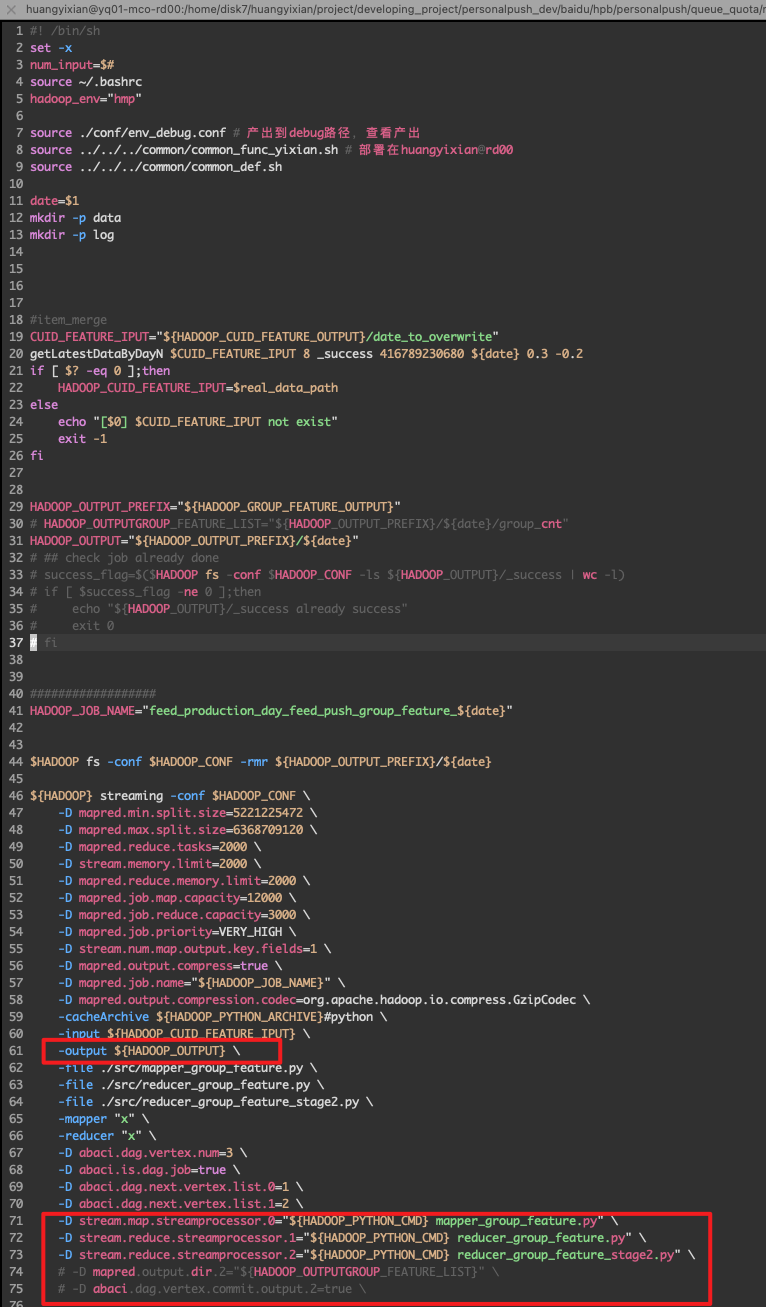 huangyixian@yq01-mco-rd00:/home/disk7/huangyixian/project/developing_project/personalpush_dev/baidu/hpb/personalpush/queue_quota/
1 #! /bin/sh
2 set -x
3 num_input=$#
4 source ~/.bashrc
5 hadoop_env="hmp"
6
7 source ./conf/env_debug.conf # 产出到debug路径, 查看产出
8 source ../../../common/common_func_yixian.sh # 部署在huangyixian@rd00
9 source ../../../common/common_def.sh
10
11 date=$1
12 mkdir -p data
13 mkdir -p log
14
15
16
17
18 #item_merge
19 CUID_FEATURE_IPUT="${HADOOP_CUID_FEATURE_OUTPUT}/date_to_overwrite"
20 getLatestDataByDayN $CUID_FEATURE_IPUT 8 _success 416789230680 ${date} 0.3 -0.2
21 if [ $? -eq 0 ];then
22     HADOOP_CUID_FEATURE_IPUT=$real_data_path
23 else
24     echo "[$0] $CUID_FEATURE_IPUT not exist"
25     exit -1
26 fi
27
28
29 HADOOP_OUTPUT_PREFIX="${HADOOP_GROUP_FEATURE_OUTPUT}"
30 # HADOOP_OUTPUTGROUP_FEATURE_LIST="${HADOOP_OUTPUT_PREFIX}/${date}/group_cnt"
31 HADOOP_OUTPUT="${HADOOP_OUTPUT_PREFIX}/${date}"
32 # ## check job already done
33 # success_flag=$($HADOOP fs -conf $HADOOP_CONF -ls ${HADOOP_OUTPUT}/_success | wc -l)
34 # if [ $success_flag -ne 0 ];then
35 #     echo "${HADOOP_OUTPUT}/_success already success"
36 #     exit 0
37 # fi
38
39
40 ##################
41 HADOOP_JOB_NAME="feed_production_day_feed_push_group_feature_${date}"
42
43
44 $HADOOP fs -conf $HADOOP_CONF -rmr ${HADOOP_OUTPUT_PREFIX}/${date}
45
46 ${HADOOP} streaming -conf $HADOOP_CONF \
47     -D mapred.min.split.size=5221225472 \
48     -D mapred.max.split.size=6368709120 \
49     -D mapred.reduce.tasks=2000 \
50     -D stream.memory.limit=2000 \
51     -D mapred.reduce.memory.limit=2000 \
52     -D mapred.job.map.capacity=12000 \
53     -D mapred.job.reduce.capacity=3000 \
54     -D mapred.job.priority=VERY_HIGH \
55     -D stream.num.map.output.key.fields=1 \
56     -D mapred.output.compress=true \
57     -D mapred.job.name="${HADOOP_JOB_NAME}" \
58     -D mapred.output.compression.codec=org.apache.hadoop.io.compress.GzipCodec \
59     -cacheArchive ${HADOOP_PYTHON_ARCHIVE}#python \
60     -input ${HADOOP_CUID_FEATURE_IPUT} \
61     -output ${HADOOP_OUTPUT} \
62     -file ./src/mapper_group_feature.py \
63     -file ./src/reducer_group_feature.py \
64     -file ./src/reducer_group_feature_stage2.py \
65     -mapper "x" \
66     -reducer "x" \
67     -D abaci.dag.vertex.num=3 \
68     -D abaci.is.dag.job=true \
69     -D abaci.dag.next.vertex.list.0=1 \
70     -D abaci.dag.next.vertex.list.1=2 \
71     -D stream.map.streamprocessor.0="${HADOOP_PYTHON_CMD} mapper_group_feature.py" \
72     -D stream.reduce.streamprocessor.1="${HADOOP_PYTHON_CMD} reducer_group_feature.py" \
73     -D stream.reduce.streamprocessor.2="${HADOOP_PYTHON_CMD} reducer_group_feature_stage2.py" \
74     # -D mapred.output.dir.2="${HADOOP_OUTPUTGROUP_FEATURE_LIST}" \
75     # -D abaci.dag.vertex.commit.output.2=true \
76